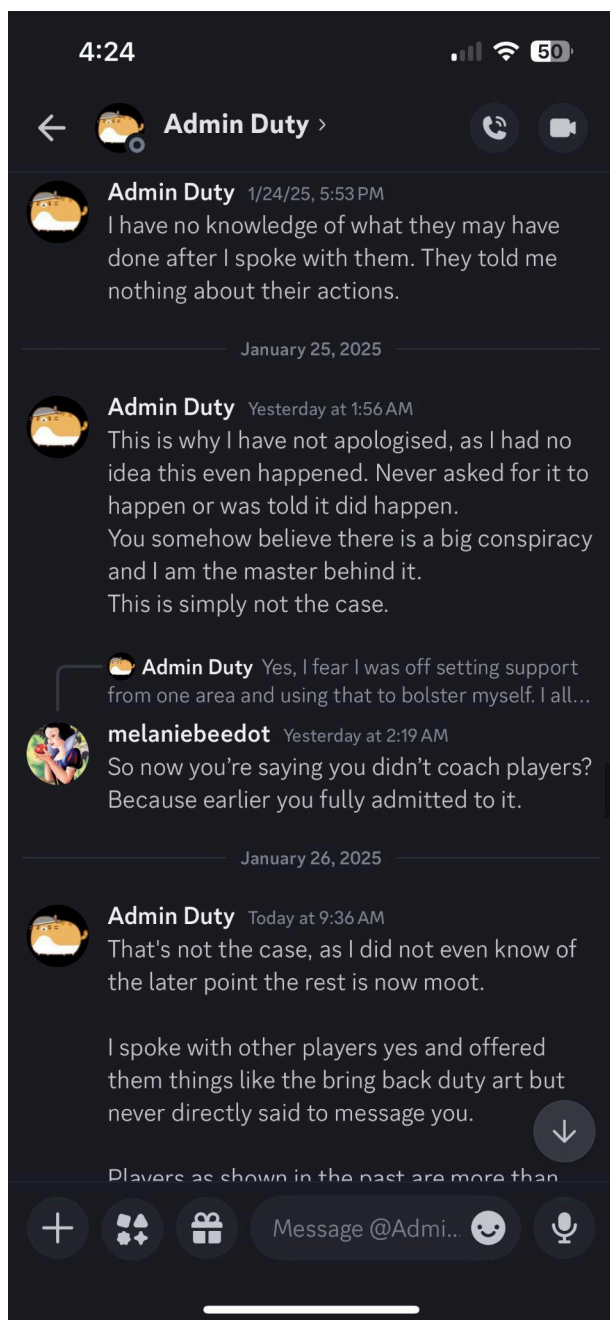 4:24
50
Admin Duty ›
Admin Duty 1/24/25, 5:53 PM
I have no knowledge of what they may have
done after I spoke with them. They told me
nothing about their actions.
January 25, 2025
Admin Duty Yesterday at 1:56 AM
This is why I have not apologised, as I had no
idea this even happened. Never asked for it to
happen or was told it did happen.
You somehow believe there is a big conspiracy
and I am the master behind it.
This is simply not the case.
Admin Duty Yes, I fear I was off setting support
from one area and using that to bolster myself. I all...
melaniebeedot Yesterday at 2:19 AM
So now you’re saying you didn’t coach players?
Because earlier you fully admitted to it.
January 26, 2025
Admin Duty Today at 9:36 AM
That's not the case, as I did not even know of
the later point the rest is now moot.
I spoke with other players yes and offered
them things like the bring back duty art but
never directly said to message you.
Players as shown in the past are more than
Message @Admi...